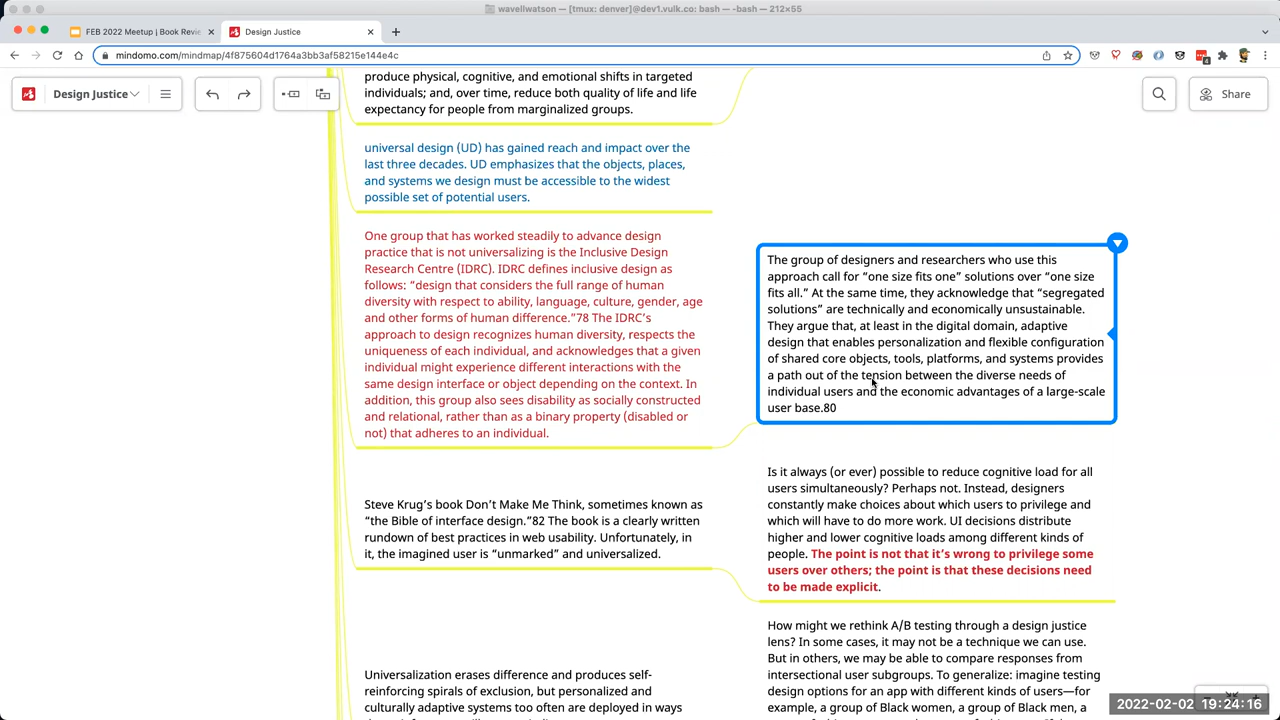 wavellwatson — [tmux: denver]@dev1.vulk.co: bash — -bash — 212×55
FEB 2022 Meetup | Book Revie
Design Justice
mindomo.com/mindmap/4f875604d1764a3bb3af58215e144e4c
Design Justice
Share
produce physical, cognitive, and emotional shifts in targeted
individuals; and, over time, reduce both quality of life and life
expectancy for people from marginalized groups.
universal design (UD) has gained reach and impact over the
last three decades. UD emphasizes that the objects, places,
and systems we design must be accessible to the widest
possible set of potential users.
One group that has worked steadily to advance design
practice that is not universalizing is the Inclusive Design
Research Centre (IDRC). IDRC defines inclusive design as
follows: “design that considers the full range of human
diversity with respect to ability, language, culture, gender, age
and other forms of human difference.”78 The IDRC’s
approach to design recognizes human diversity, respects the
uniqueness of each individual, and acknowledges that a given
individual might experience different interactions with the
same design interface or object depending on the context. In
addition, this group also sees disability as socially constructed
and relational, rather than as a binary property (disabled or
not) that adheres to an individual.
The group of designers and researchers who use this
approach call for “one size fits one” solutions over “one size
fits all.” At the same time, they acknowledge that “segregated
solutions” are technically and economically unsustainable.
They argue that, at least in the digital domain, adaptive
design that enables personalization and flexible configuration
of shared core objects, tools, platforms, and systems provides
a path out of the tension between the diverse needs of
individual users and the economic advantages of a large-scale
user base.80
Steve Krug’s book Don’t Make Me Think, sometimes known as
“the Bible of interface design.”82 The book is a clearly written
rundown of best practices in web usability. Unfortunately, in
it, the imagined user is “unmarked” and universalized.
Is it always (or ever) possible to reduce cognitive load for all
users simultaneously? Perhaps not. Instead, designers
constantly make choices about which users to privilege and
which will have to do more work. UI decisions distribute
higher and lower cognitive loads among different kinds of
people. The point is not that it’s wrong to privilege some
users over others; the point is that these decisions need
to be made explicit.
Universalization erases difference and produces self-
reinforcing spirals of exclusion, but personalized and
culturally adaptive systems too often are deployed in ways
How might we rethink A/B testing through a design justice
lens? In some cases, it may not be a technique we can use.
But in others, we may be able to compare responses from
intersectional user subgroups. To generalize: imagine testing
design options for an app with different kinds of users—for
example, a group of Black women, a group of Black men, a
2022-02-02 19:24:16